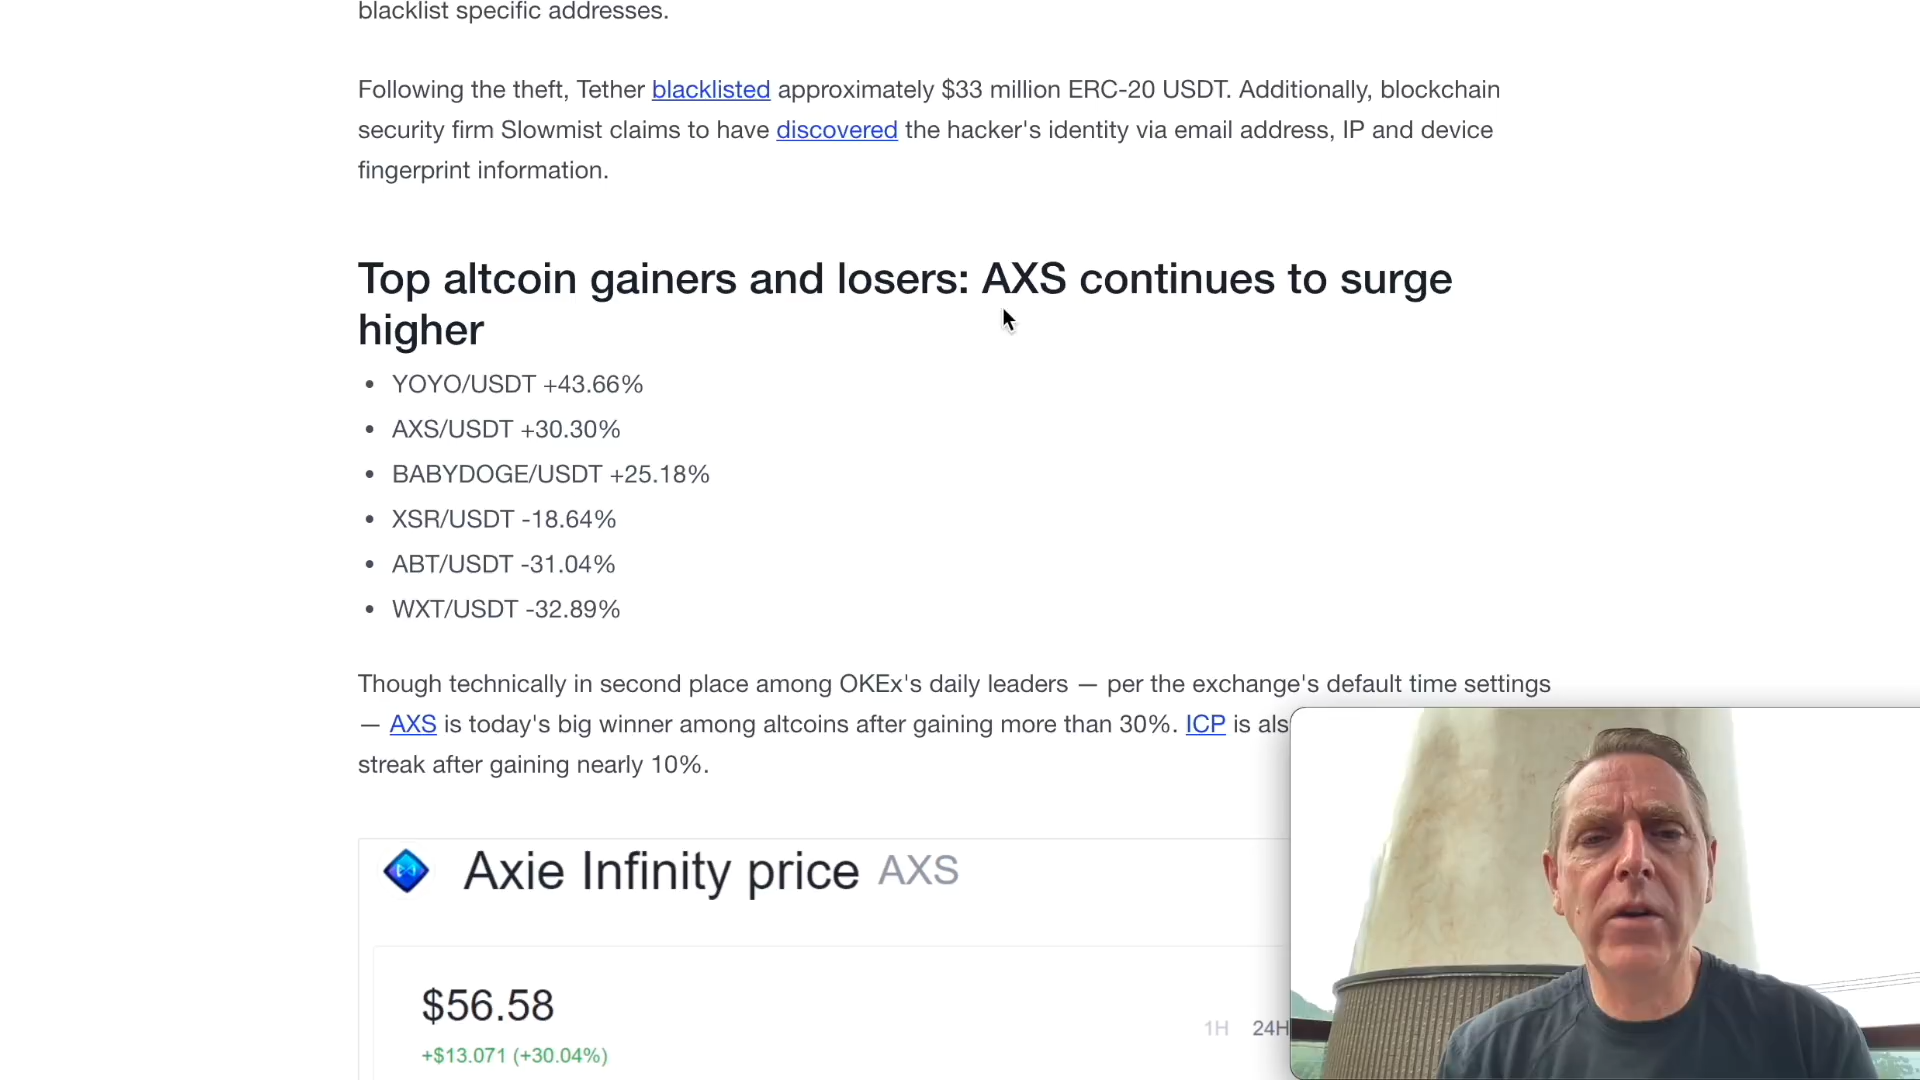 blacklist specific addresses.
Following the theft, Tether blacklisted approximately $33 million ERC-20 USDT. Additionally, blockchain
security firm Slowmist claims to have discovered the hacker's identity via email address, IP and device
fingerprint information.
Top altcoin gainers and losers: AXS continues to surge
higher
• YOYO/USDT +43.66%
• AXS/USDT +30.30%
• BABYDOGE/USDT +25.18%
• XSR/USDT -18.64%
• ABT/USDT -31.04%
• WXT/USDT -32.89%
Though technically in second place among OKEx's daily leaders — per the exchange's default time settings
— AXS is today's big winner among altcoins after gaining more than 30%. ICP is als
streak after gaining nearly 10%.
Axie Infinity price AXS
$56.58
1H 24H
+$13.071 (+30.04%)